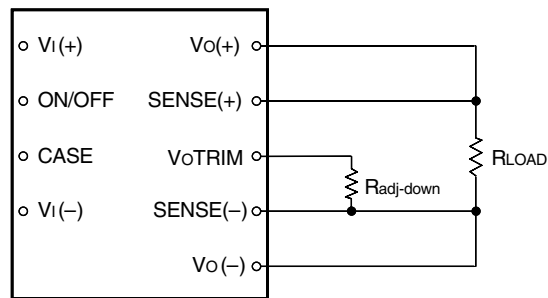 VI(+)
VO(+)
ON/OFF
SENSE(+)
CASE
VOTRIM
RLOAD
Radj-down
VI(–)
SENSE(–)
VO(–)